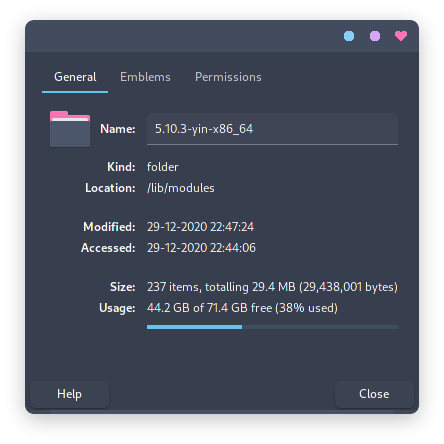 General Emblems Permissions
Name: 5.10.3-yin-x86_64
Kind: folder
Location: /lib/modules
Modified: 29-12-2020 22:47:24
Accessed: 29-12-2020 22:44:06
Size: 237 items, totalling 29.4 MB (29,438,001 bytes)
Usage: 44.2 GB of 71.4 GB free (38% used)
Help Close